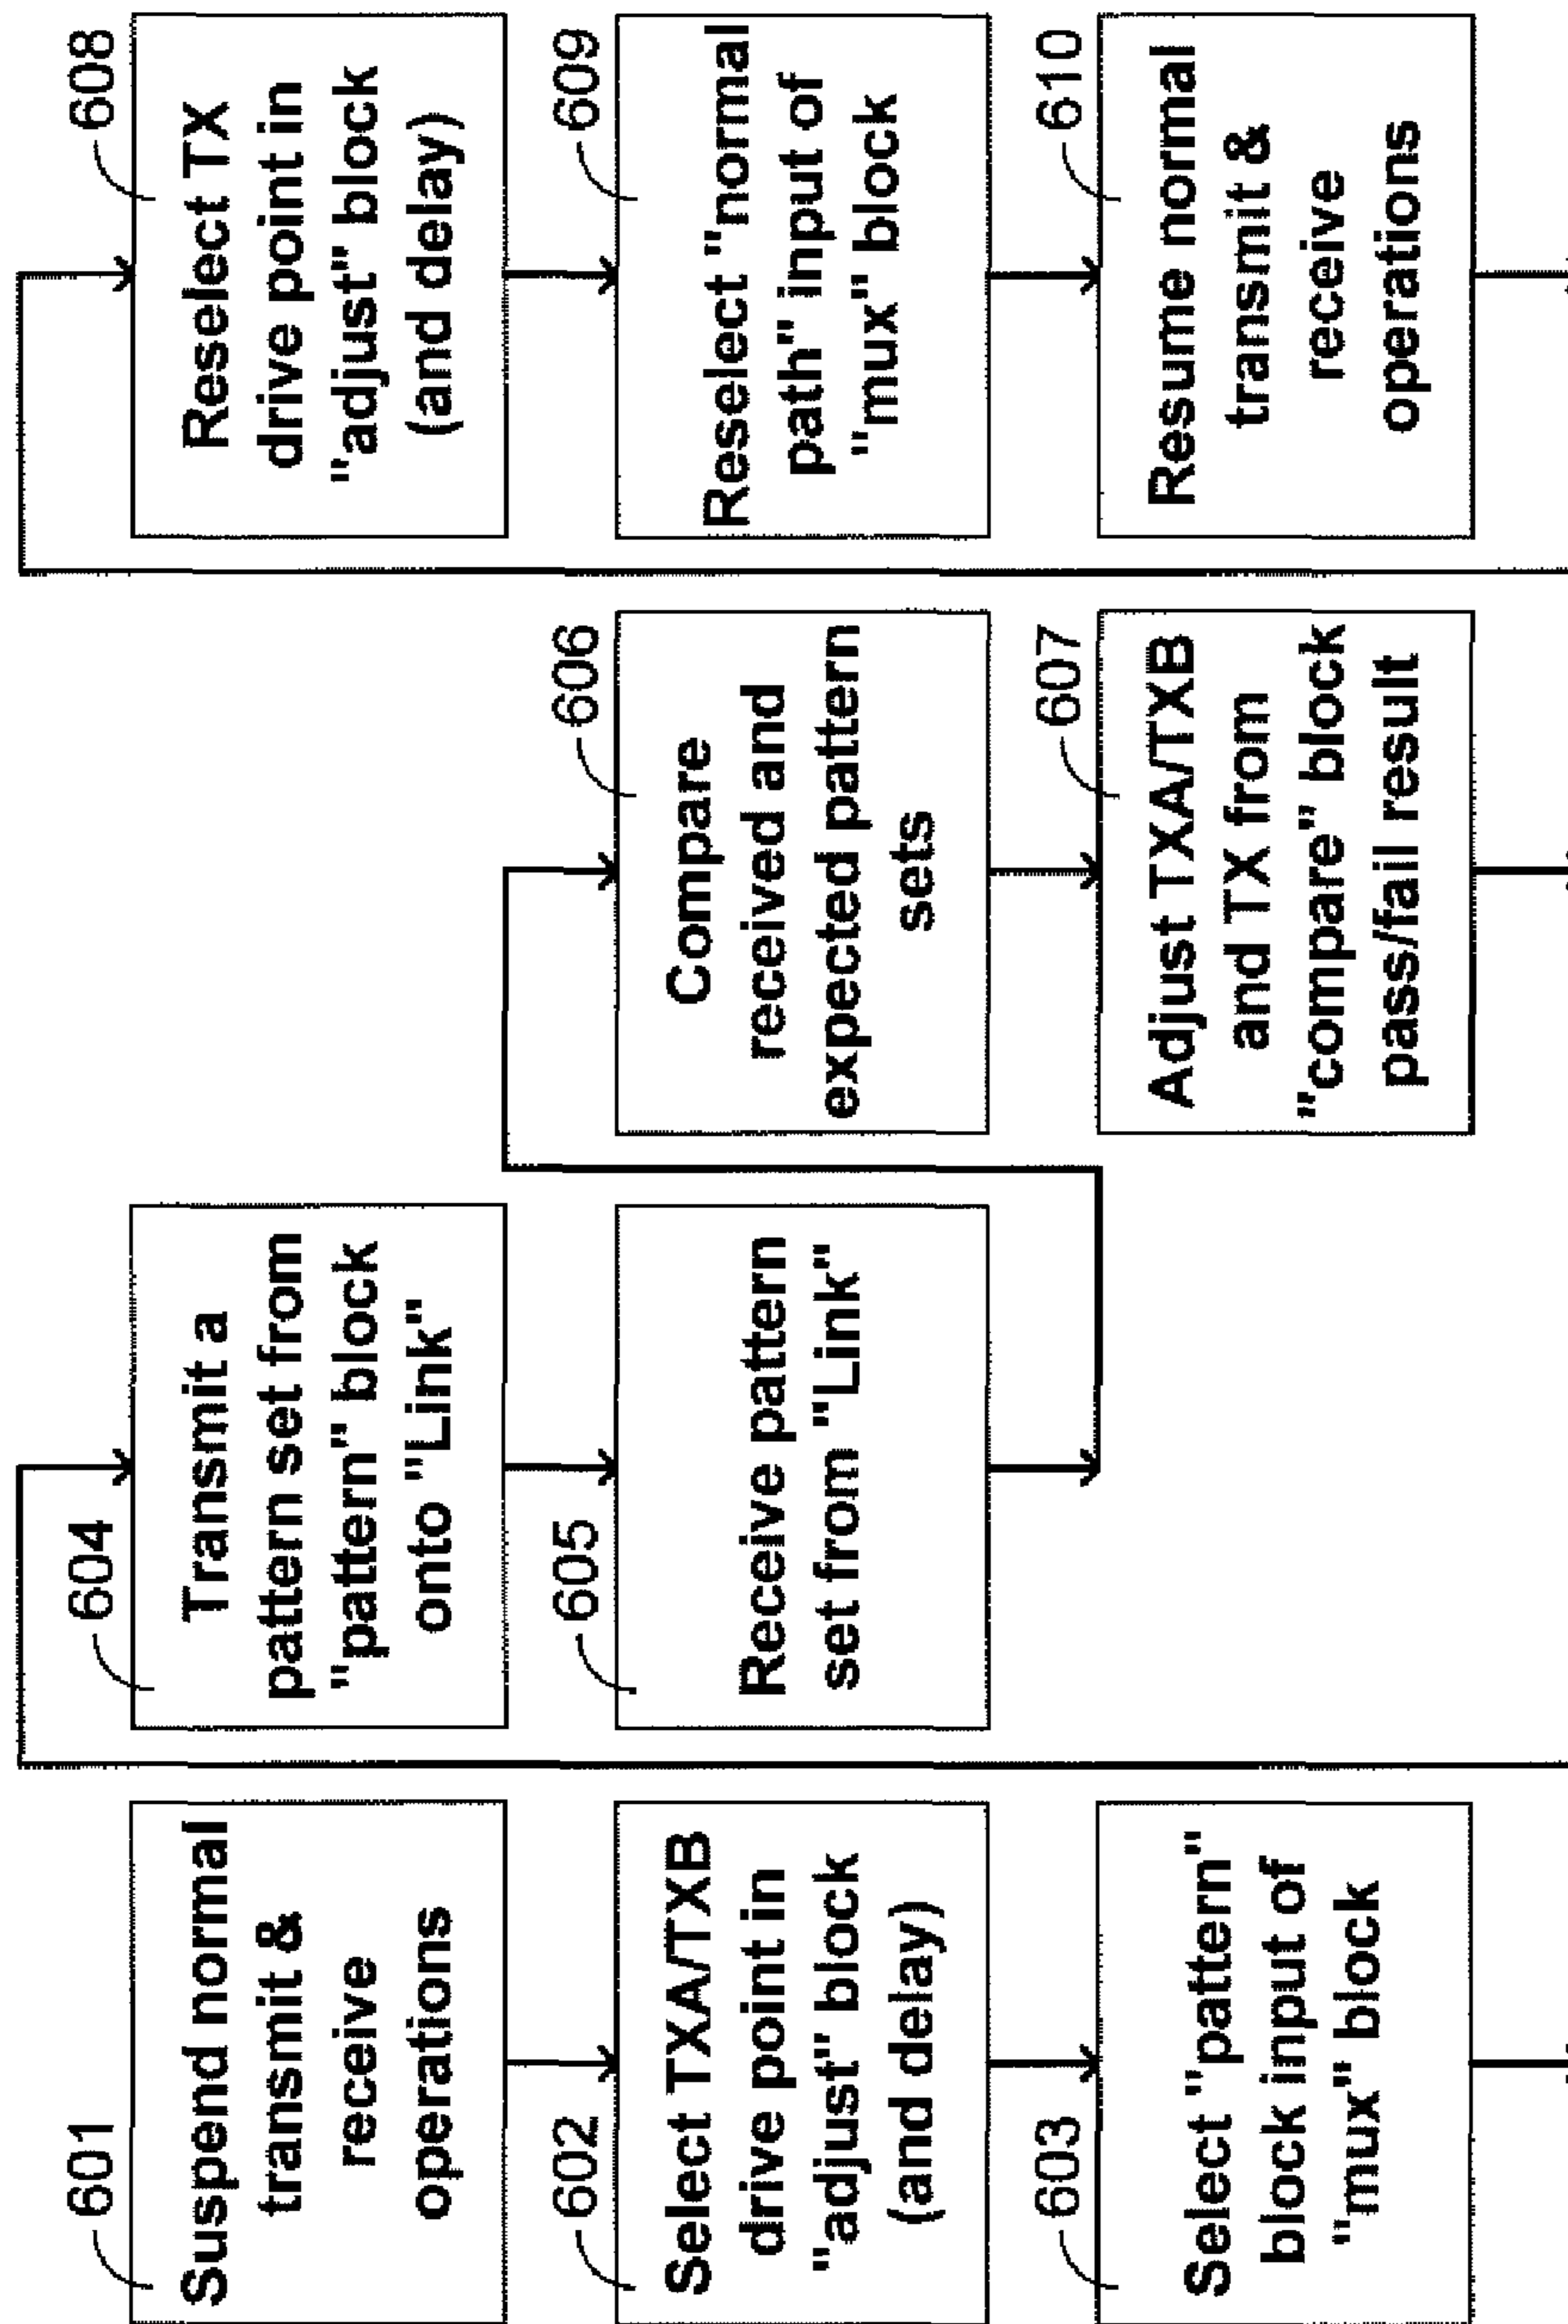 601
Suspend normal
transmit &
receive
operations
602
Select TXA/TXB
drive point in
"adjust" block
(and delay)
603
Select "pattern"
block input of
"mux" block
604
Transmit a
pattern set from
"pattern" block
onto "Link"
605
Receive pattern
set from "Link"
606
Compare
received and
expected pattern
sets
607
Adjust TXA/TXB
and TX from
"compare" block
pass/fail result
608
Reselect TX
drive point in
"adjust" block
(and delay)
609
Reselect "normal
path" input of
"mux" block
610
Resume normal
transmit &
receive
operations